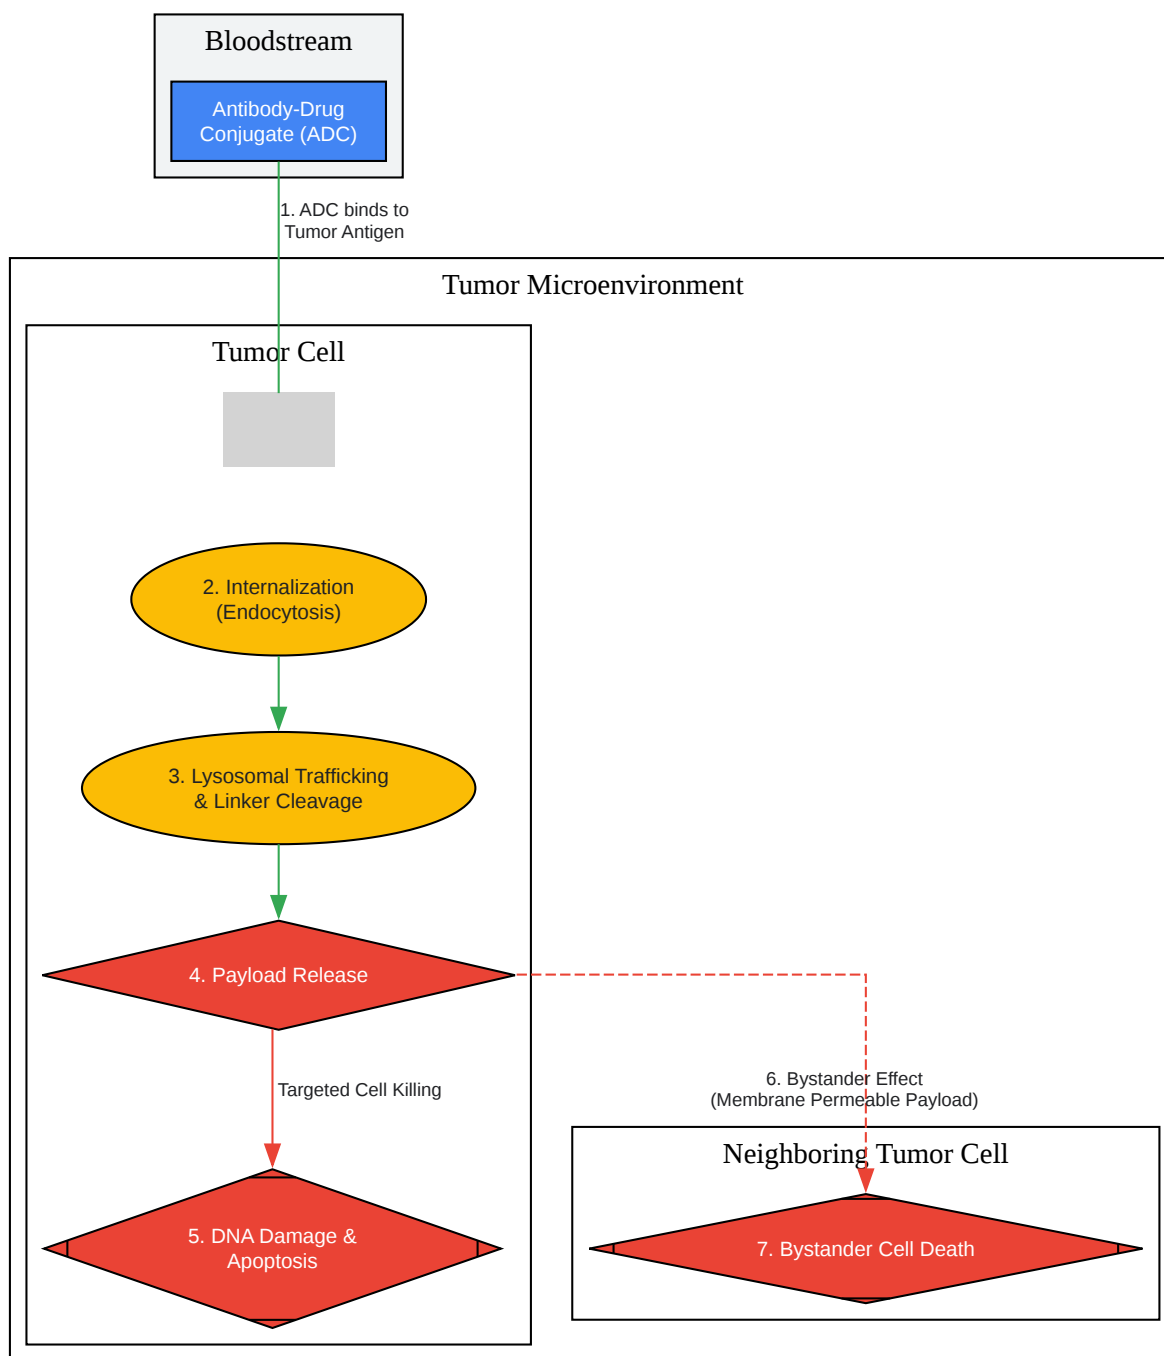 Bloodstream
Antibody-Drug
Conjugate (ADC)
1. ADC binds to
Tumor Antigen
Tumor Microenvironment
Tumor Cell
2. Internalization
(Endocytosis)
3. Lysosomal Trafficking
& Linker Cleavage
4. Payload Release
Targeted Cell Killing
6. Bystander Effect
(Membrane Permeable Payload)
Neighboring Tumor Cell
5. DNA Damage &
Apoptosis
7. Bystander Cell Death